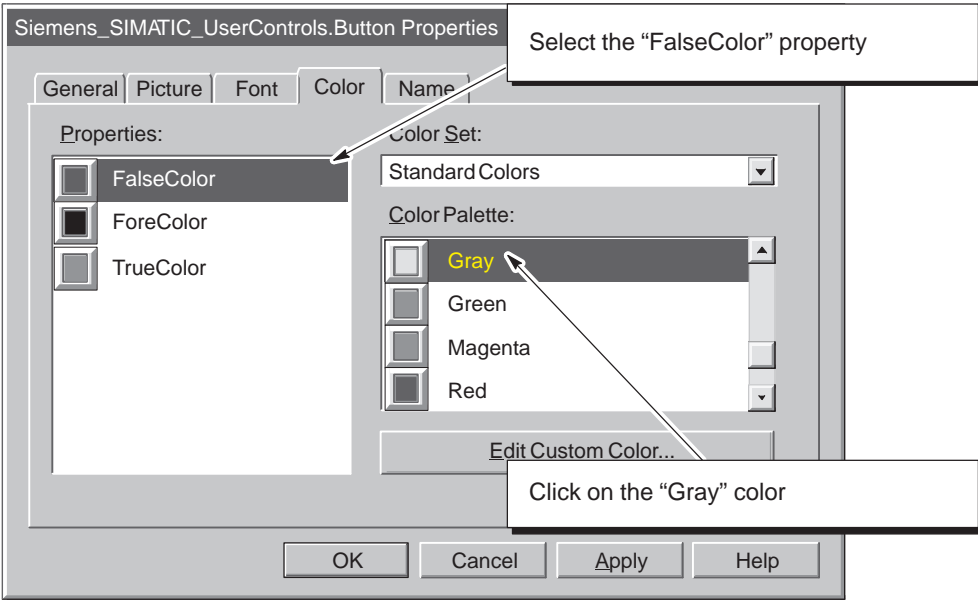 Siemens_SIMATIC_UserControls.Button Properties
Select the “FalseColor” property
General Picture Font Color Name
Properties:
Color Set:
FalseColor
ForeColor
TrueColor
Standard Colors
Color Palette:
Gray
Green
Magenta
Red
Edit Custom Color...
Click on the “Gray” color
OK Cancel Apply Help